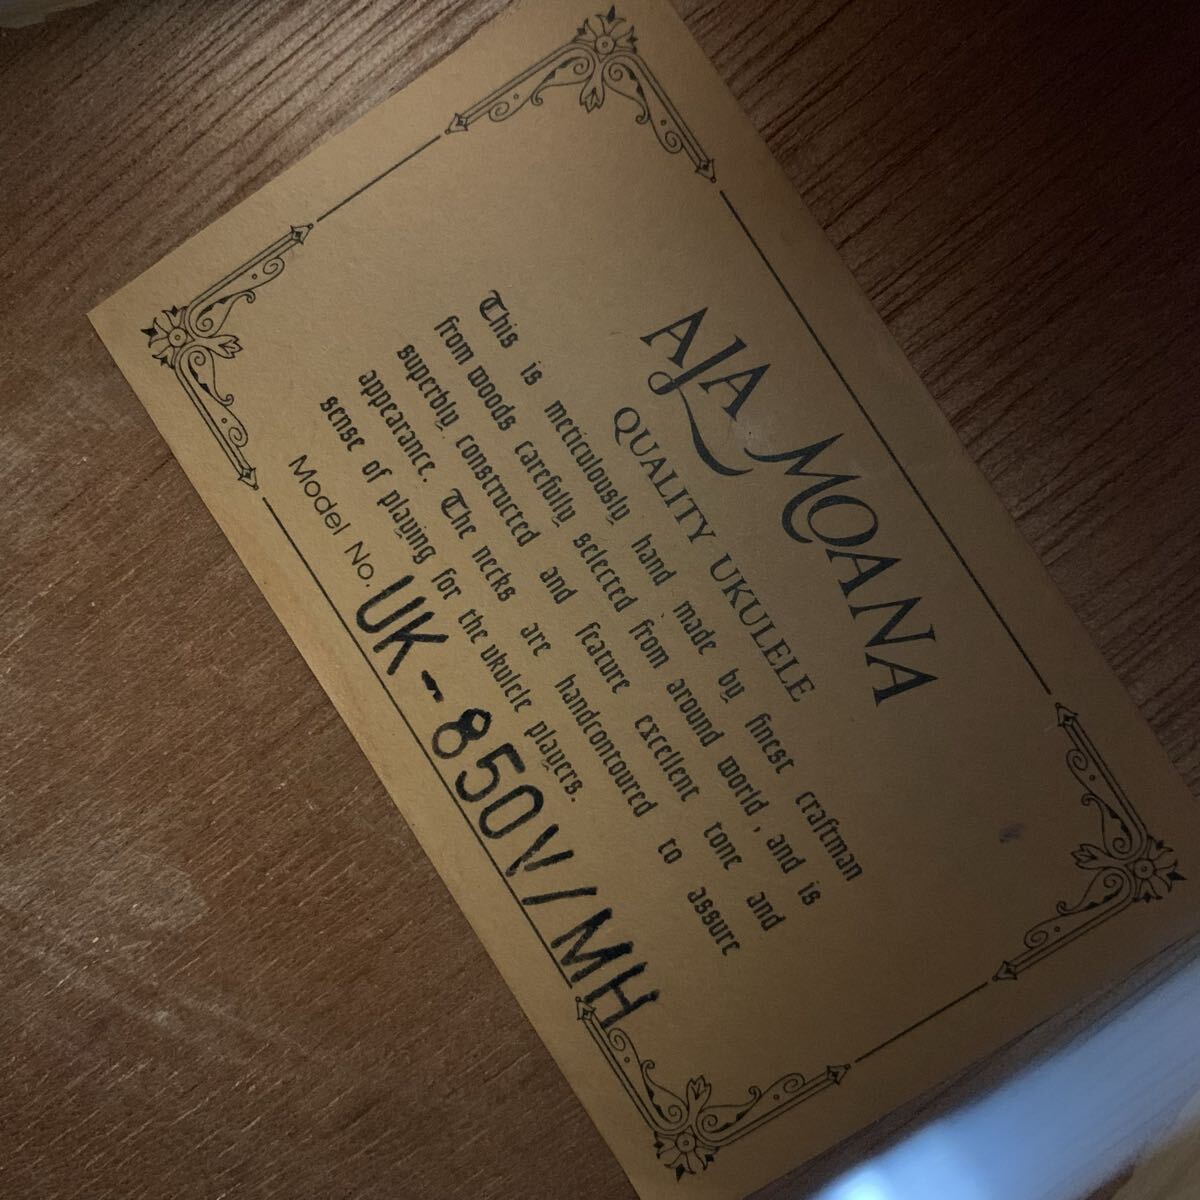 AJA MOANA
QUALITY UKULELE
This is meticulously hand made by finest craftman
from woods carefully selected from around world, and is
superbly constructed and feature excellent tone and
appearance. The necks are handcontoured to assure
sense of playing for the ukulele players.
Model No. UK-850V/MH